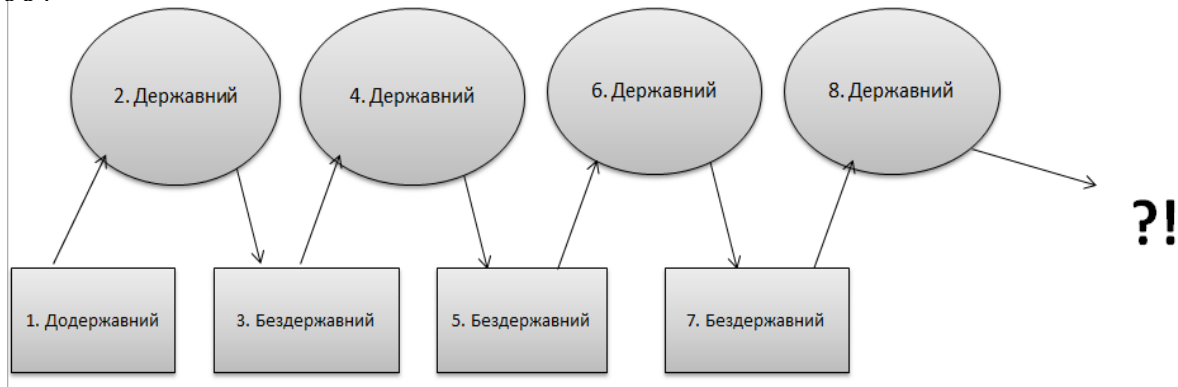 2. Державний
4. Державний
6. Державний
8. Державний
?!
1. Додержавний
3. Бездержавний
5. Бездержавний
7. Бездержавний